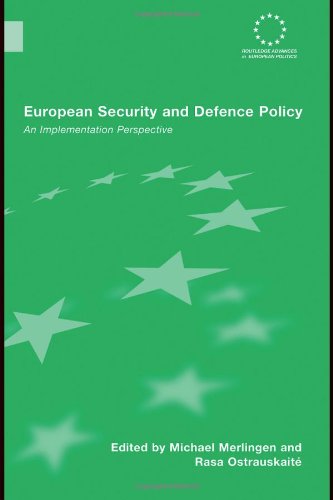 ROUTLEDGE ADVANCES
IN EUROPEAN POLITICS
European Security and Defence Policy
An Implementation Perspective
Edited by Michael Merlingen and
Rasa Ostrauskaité